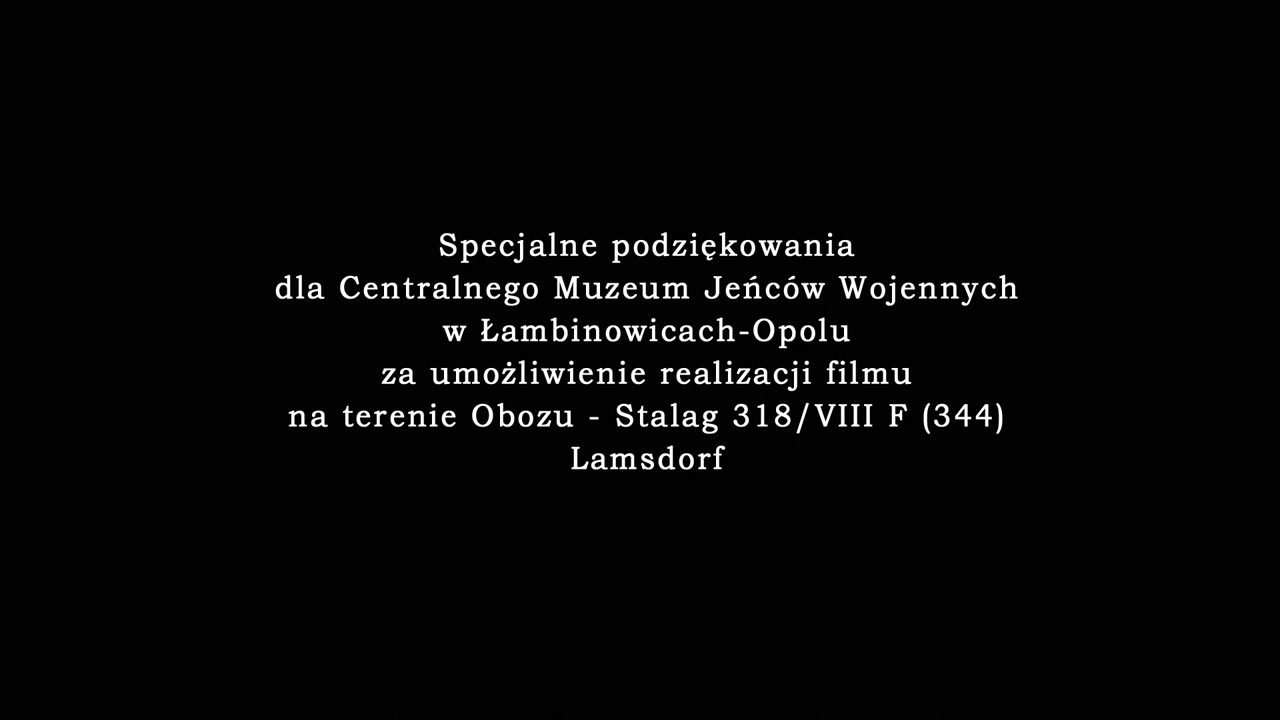 Specjalne podziękowania
dla Centralnego Muzeum Jeńców Wojennych
w Łambinowicach-Opolu
za umożliwienie realizacji filmu
na terenie Obozu - Stalag 318/VIII F (344)
Lamsdorf